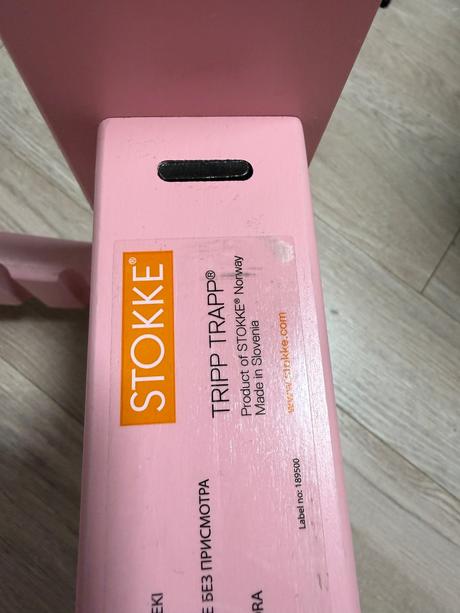 STOKKE®
TRIPP TRAPP®
Product of STOKKE® Norway
Made in Slovenia
www.stokke.com
Label no: 189500
БЕЗ ПРИСМОТРА